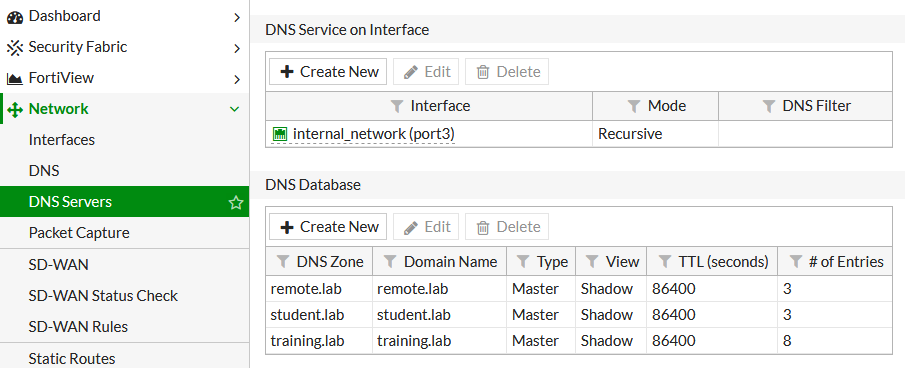 Dashboard
Security Fabric
FortiView
Network
Interfaces
DNS
DNS Servers
Packet Capture
SD-WAN
SD-WAN Status Check
SD-WAN Rules
Static Routes
DNS Service on Interface
Create New Edit Delete
Interface Mode DNS Filter
internal_network (port3) Recursive
DNS Database
Create New Edit Delete
DNS Zone Domain Name Type View TTL (seconds) # of Entries
remote.lab remote.lab Master Shadow 86400 3
student.lab student.lab Master Shadow 86400 3
training.lab training.lab Master Shadow 86400 8